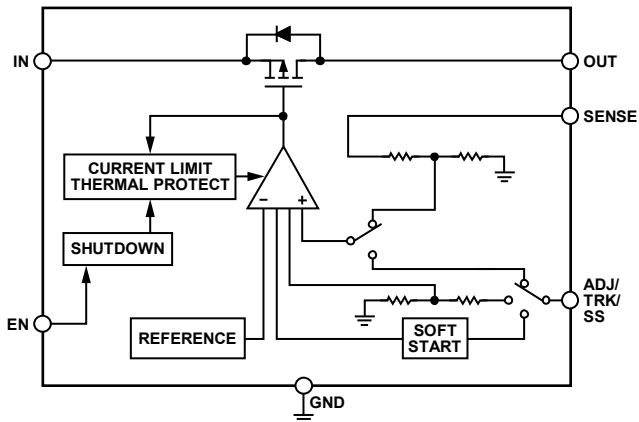 IN
OUT
SENSE
CURRENT LIMIT
THERMAL PROTECT
–
+
SHUTDOWN
EN
REFERENCE
SOFT
START
ADJ/
TRK/
SS
GND